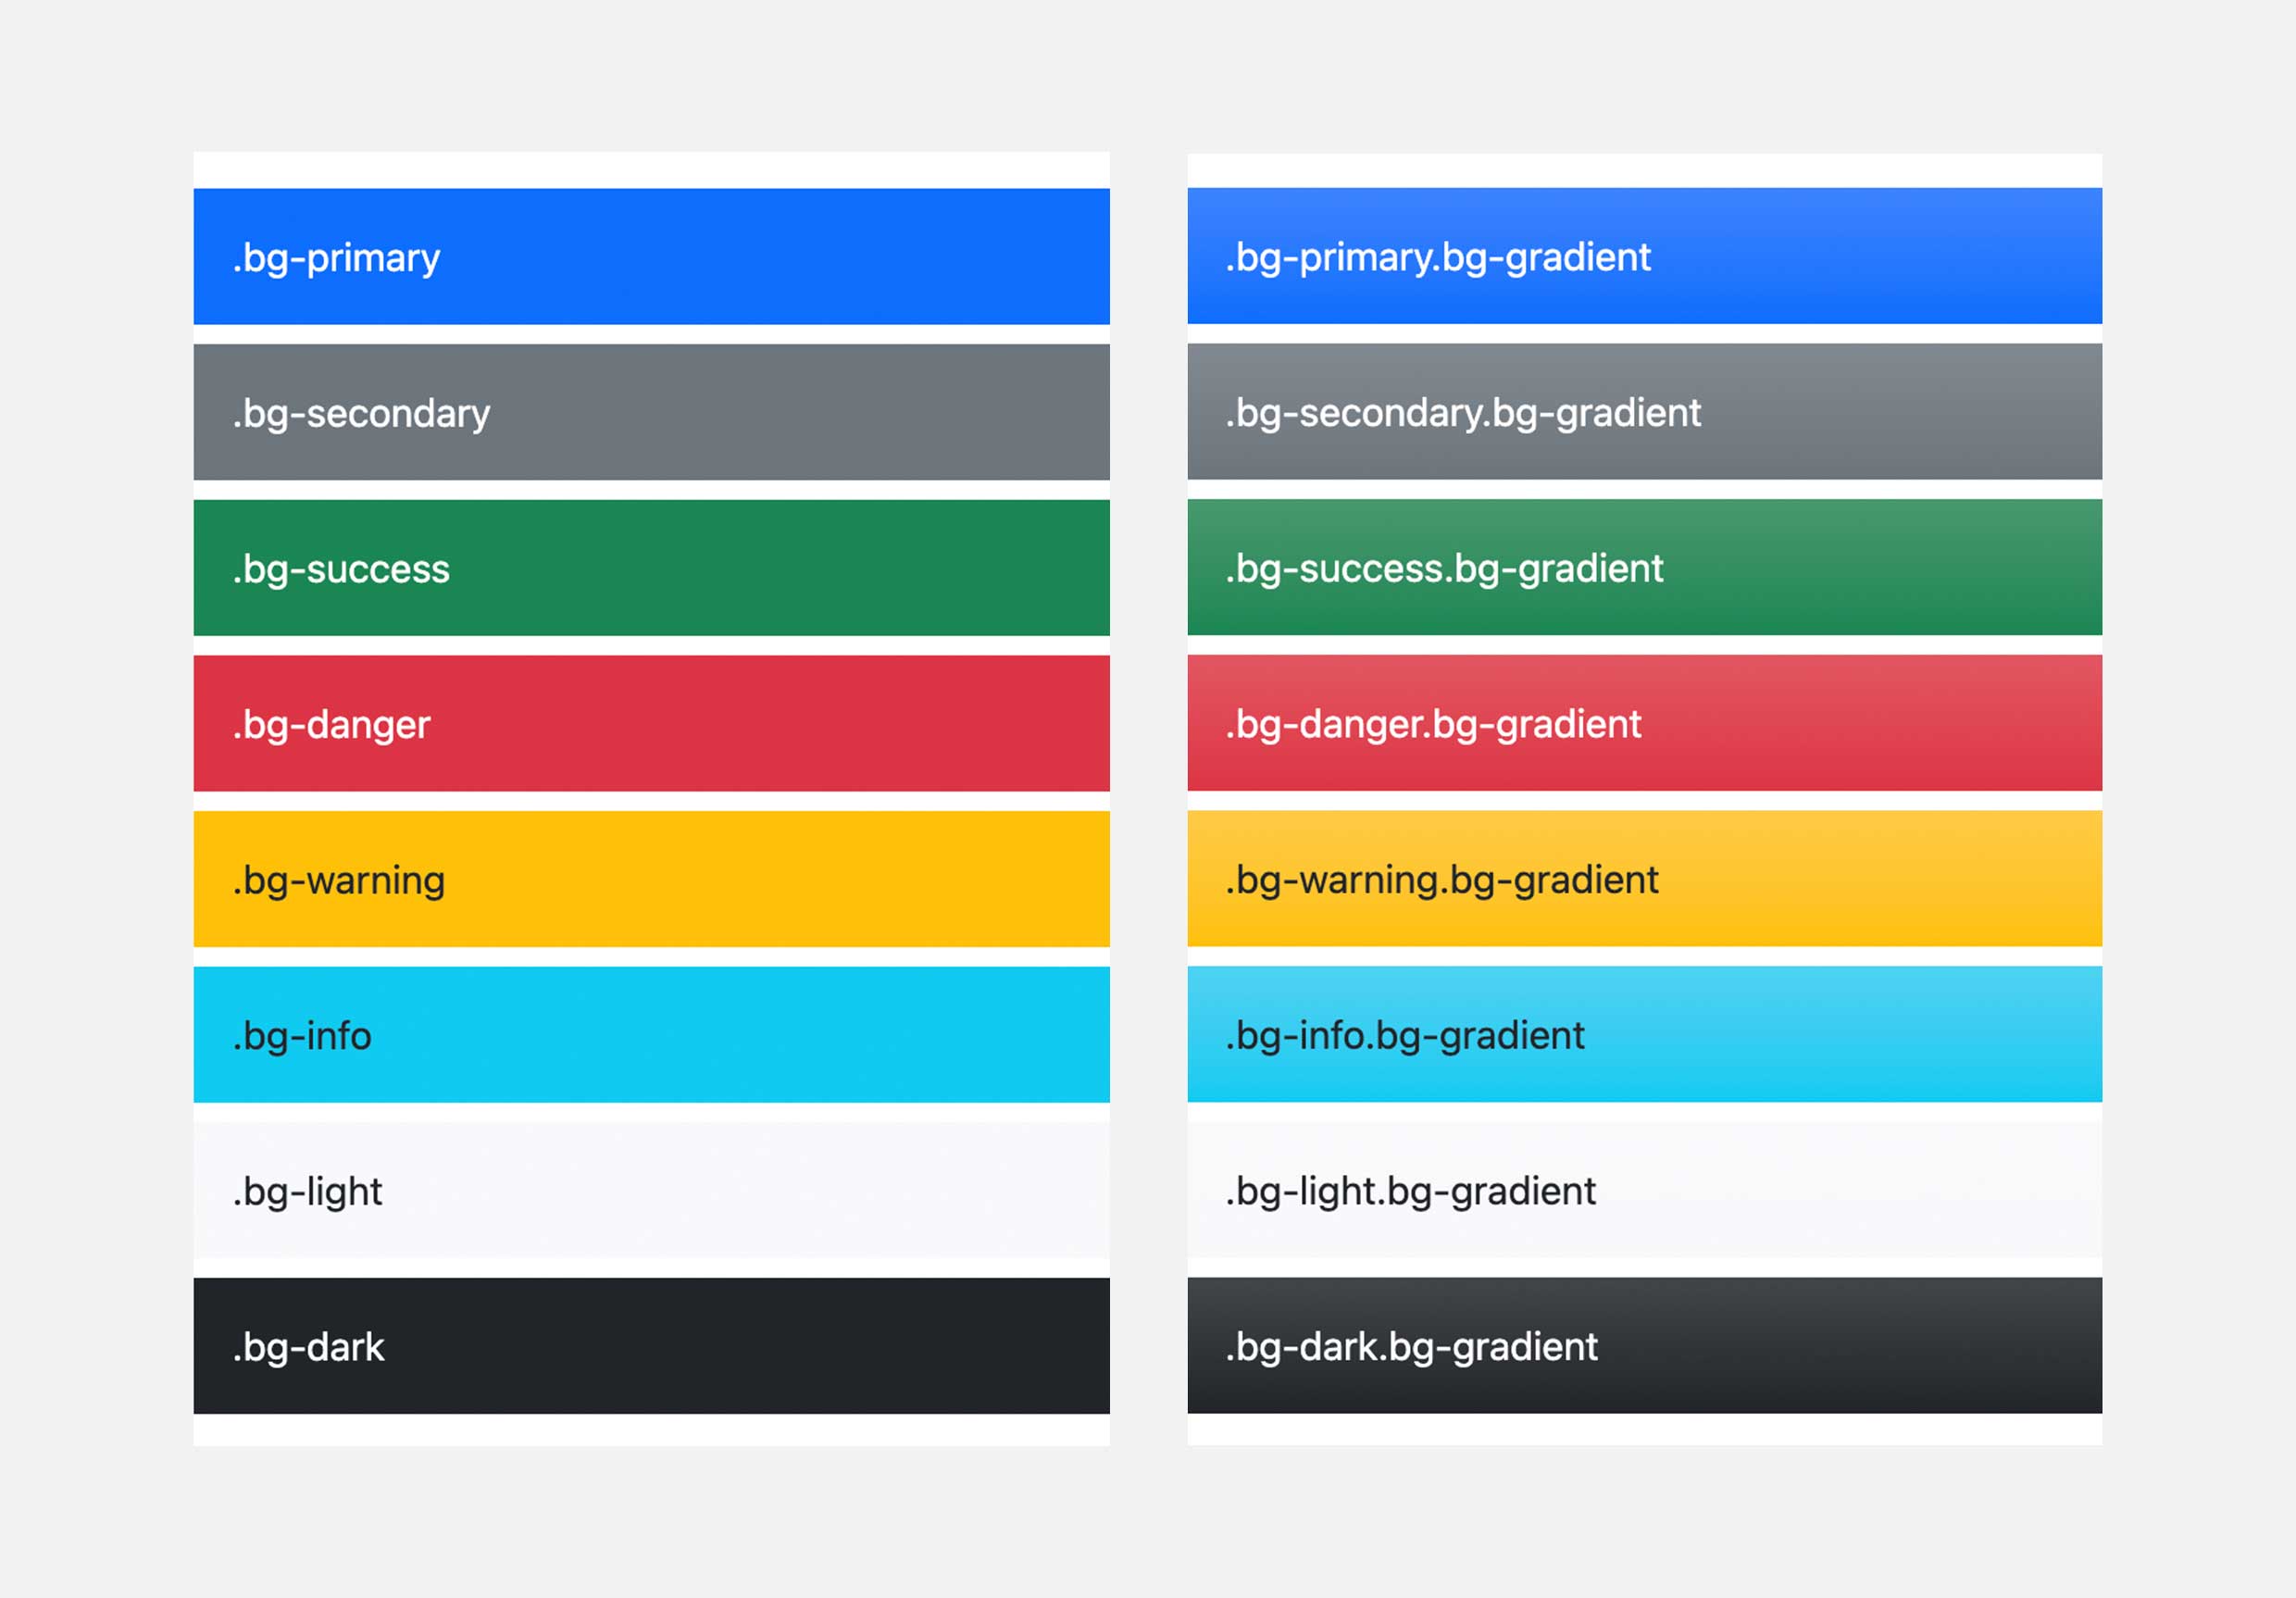 .bg-primary
.bg-secondary
.bg-success
.bg-danger
.bg-warning
.bg-info
.bg-light
.bg-dark
.bg-primary.bg-gradient
.bg-secondary.bg-gradient
.bg-success.bg-gradient
.bg-danger.bg-gradient
.bg-warning.bg-gradient
.bg-info.bg-gradient
.bg-light.bg-gradient
.bg-dark.bg-gradient